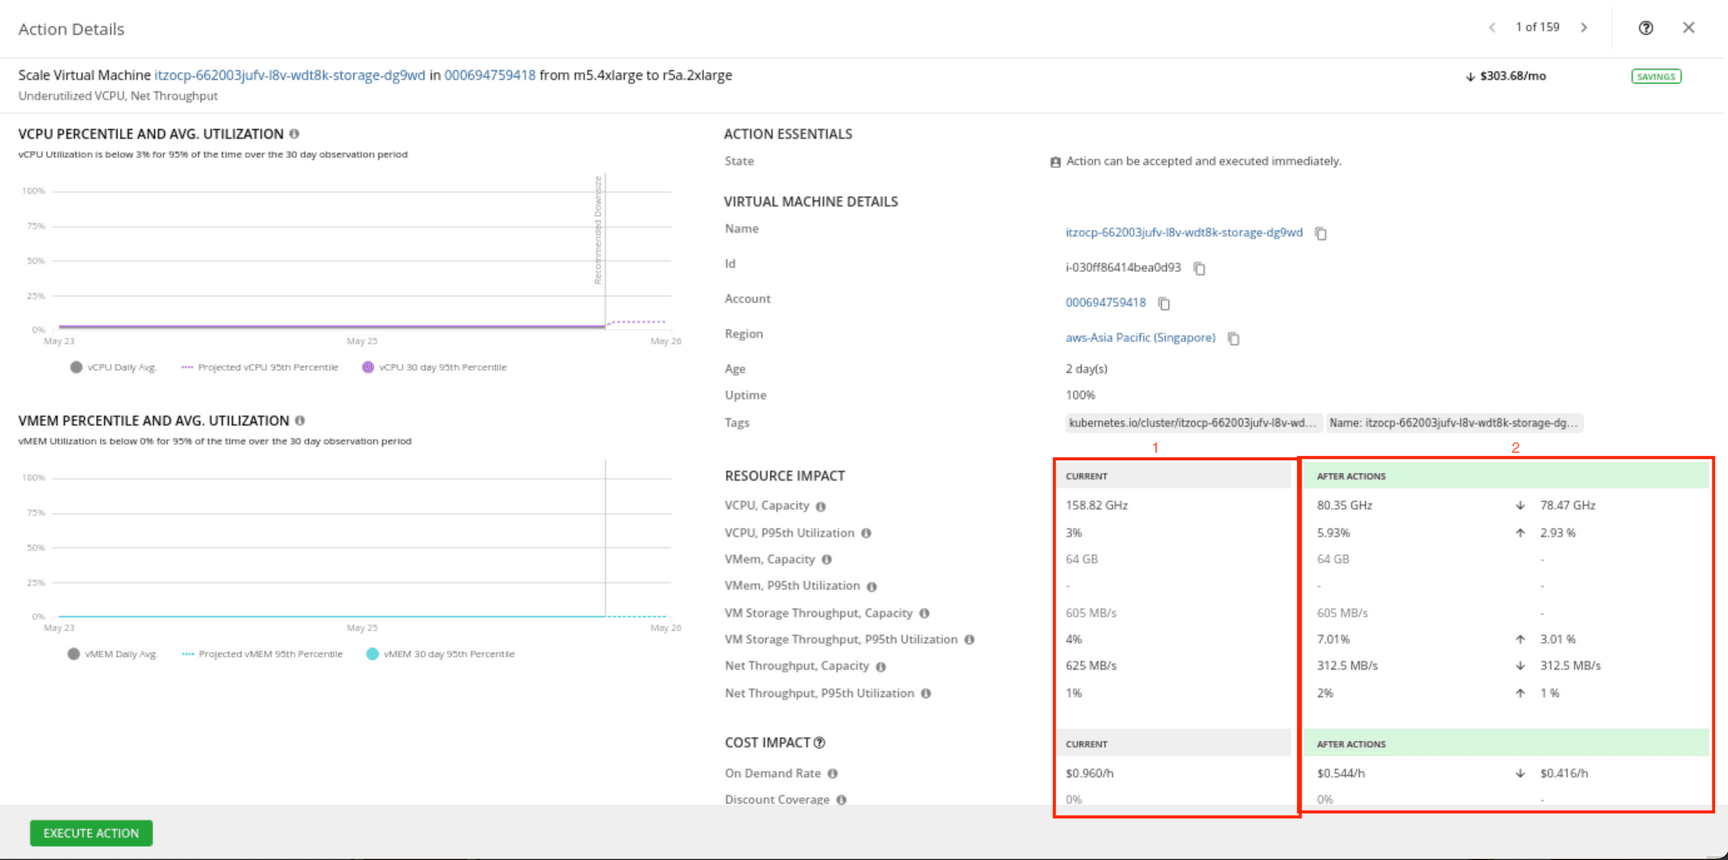 Action Details
1 of 159
Scale Virtual Machine itzocp-662003jufv-l8v-wdt8k-storage-dg9wd in 000694759418 from m5.4xlarge to r5a.2xlarge
$303.68/mo
SAVINGS
Underutilized VCPU, Net Throughput
VCPU PERCENTILE AND AVG. UTILIZATION
vCPU Utilization is below 3% for 95% of the time over the 30 day observation period
100%
75%
50%
25%
0%
Recommended Downsize
May 23
May 25
May 26
vCPU Daily Avg.
Projected vCPU 95th Percentile
vCPU 30 day 95th Percentile
VMEM PERCENTILE AND AVG. UTILIZATION
vMEM Utilization is below 0% for 95% of the time over the 30 day observation period
100%
75%
50%
25%
0%
May 23
May 25
May 26
vMEM Daily Avg.
Projected vMEM 95th Percentile
vMEM 30 day 95th Percentile
ACTION ESSENTIALS
State Action can be accepted and executed immediately.
VIRTUAL MACHINE DETAILS
Name itzocp-662003jufv-l8v-wdt8k-storage-dg9wd
Id i-030ff86414bea0d93
Account 000694759418
Region aws-Asia Pacific (Singapore)
Age 2 day(s)
Uptime 100%
Tags kubernetes.io/cluster/itzocp-662003jufv-l8v-wd... Name: itzocp-662003jufv-l8v-wdt8k-storage-dg...
1 2
RESOURCE IMPACT CURRENT AFTER ACTIONS
VCPU, Capacity 158.82 GHz 80.35 GHz 78.47 GHz
VCPU, P95th Utilization 3% 5.93% 2.93 %
VMem, Capacity 64 GB 64 GB -
VMem, P95th Utilization - - -
VM Storage Throughput, Capacity 605 MB/s 605 MB/s -
VM Storage Throughput, P95th Utilization 4% 7.01% 3.01 %
Net Throughput, Capacity 625 MB/s 312.5 MB/s 312.5 MB/s
Net Throughput, P95th Utilization 1% 2% 1 %
COST IMPACT CURRENT AFTER ACTIONS
On Demand Rate $0.960/h $0.544/h $0.416/h
Discount Coverage 0% 0% -
EXECUTE ACTION